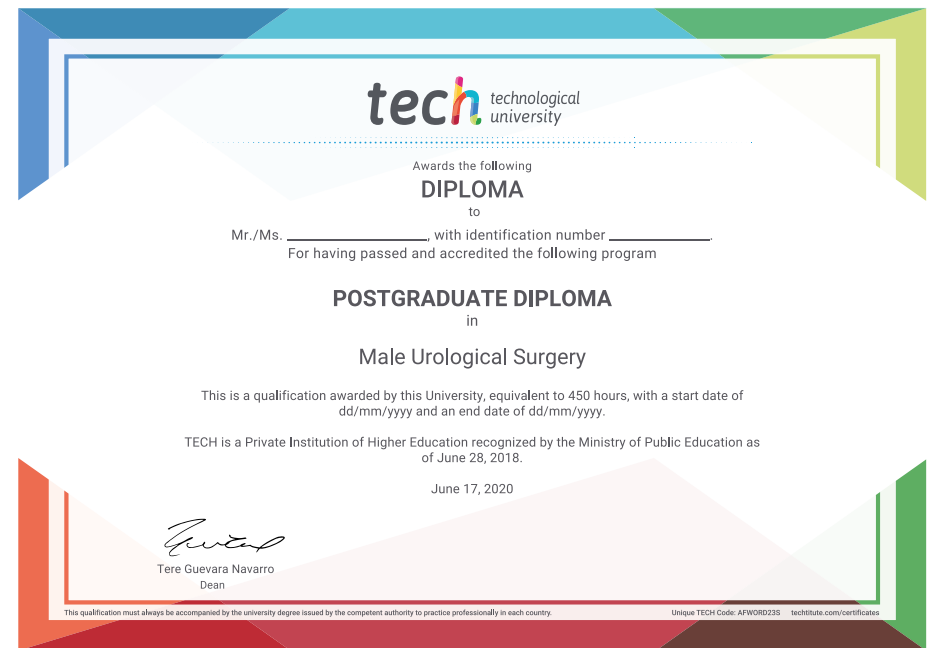 tech technological
university
Awards the following
DIPLOMA
to
Mr./Ms. ____________________, with identification number ______________.
For having passed and accredited the following program
POSTGRADUATE DIPLOMA
in
Male Urological Surgery
This is a qualification awarded by this University, equivalent to 450 hours, with a start date of
dd/mm/yyyy and an end date of dd/mm/yyyy.
TECH is a Private Institution of Higher Education recognized by the Ministry of Public Education as
of June 28, 2018.
June 17, 2020
Tere Guevara Navarro
Dean
This qualification must always be accompanied by the university degree issued by the competent authority to practice professionally in each country.
Unique TECH Code: AFWORD23S techtitute.com/certificates